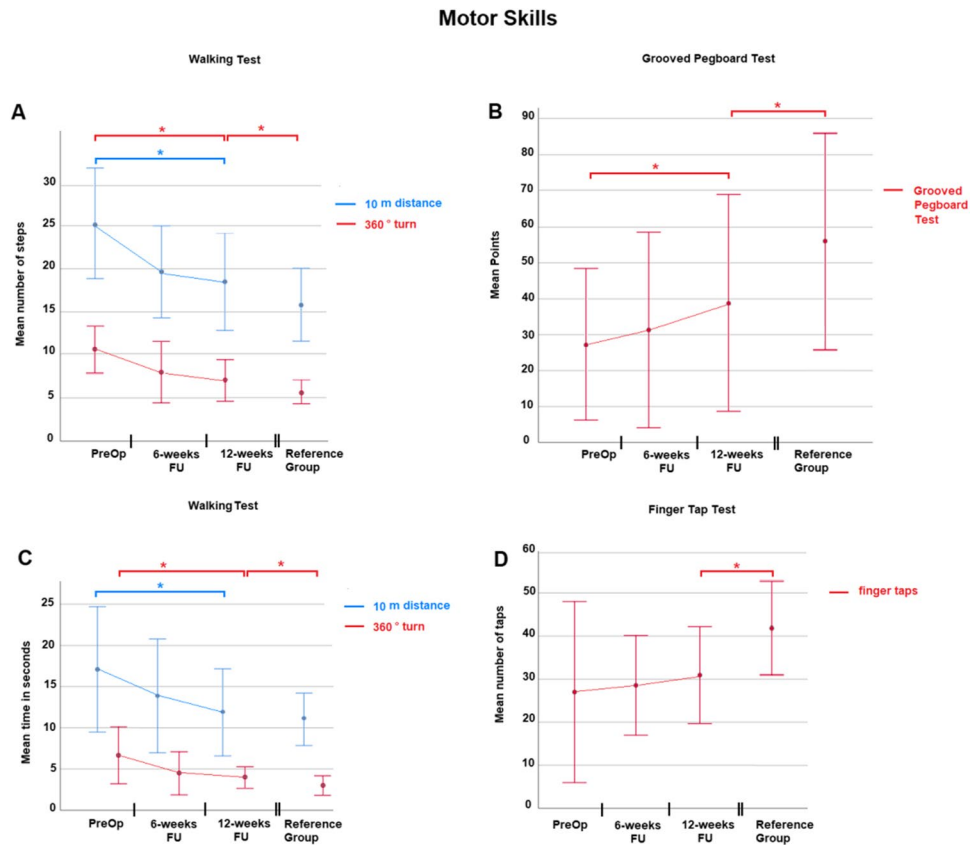 Motor Skills
Walking Test
A
*
*
*
30
25
20
15
10
5
0
Mean number of steps
10 m distance
360° turn
PreOp
6-weeks
FU
12-weeks
FU
Reference
Group
Grooved Pegboard Test
B
*
*
90
80
70
60
50
40
30
20
10
0
Mean Points
Grooved
Pegboard
Test
PreOp
6-weeks
FU
12-weeks
FU
Reference
Group
Walking Test
C
*
*
*
25
20
15
10
5
0
Mean time in seconds
10 m distance
360° turn
PreOp
6-weeks
FU
12-weeks
FU
Reference
Group
Finger Tap Test
D
*
60
50
40
30
20
10
0
Mean number of taps
finger taps
PreOp
6-weeks
FU
12-weeks
FU
Reference
Group